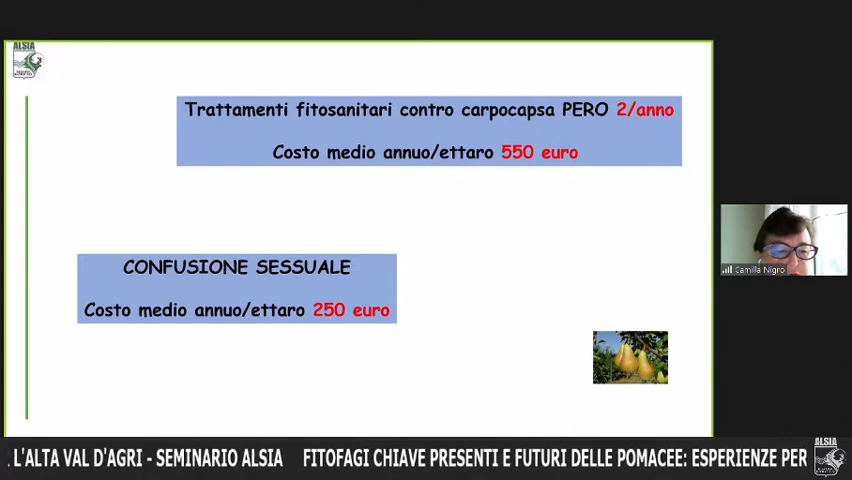 ALSIA
Trattamenti fitosanitari contro carpocapsa PERO 2/anno
Costo medio annuo/ettaro 550 euro
CONFUSIONE SESSUALE
Costo medio annuo/ettaro 250 euro
Camilla Nigro
L'ALTA VAL D'AGRI - SEMINARIO ALSIA FITOFAGI CHIAVE PRESENTI E FUTURI DELLE POMACEE: ESPERIENZE PER
ALSIA